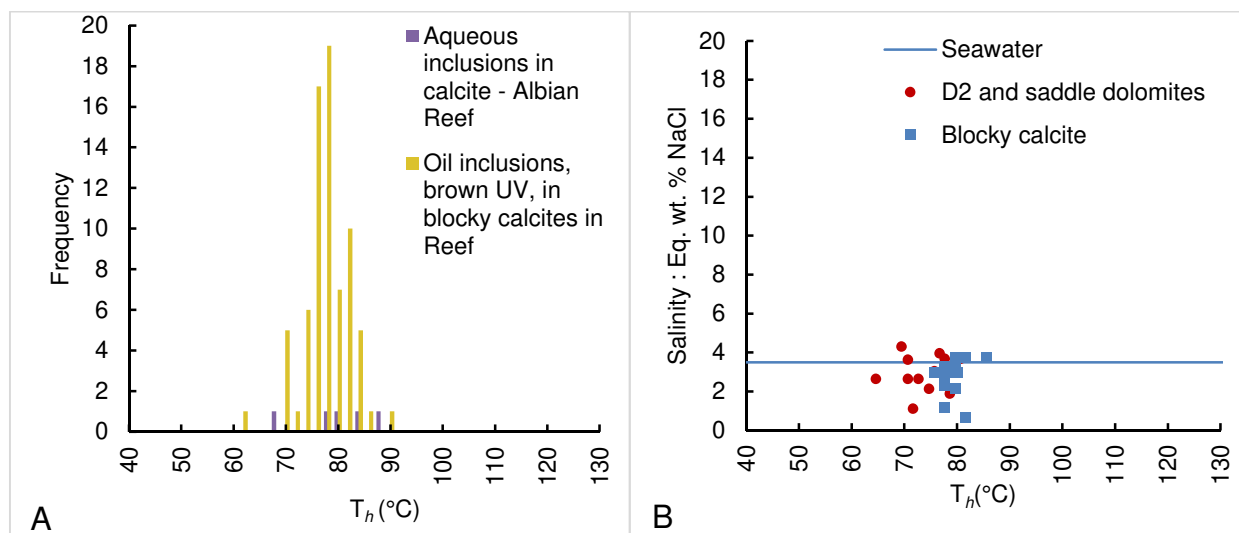 20
18
16
14
12
10
8
6
4
2
0
Frequency
Aqueous
inclusions in
calcite - Albian
Reef
Oil inclusions,
brown UV, in
blocky calcites in
Reef
40
50
60
70
80
90
100
110
120
130
Th (°C)
A
20
18
16
14
12
10
8
6
4
2
0
Salinity : Eq. wt. % NaCl
Seawater
D2 and saddle dolomites
Blocky calcite
40
50
60
70
80
90
100
110
120
130
Th (°C)
B